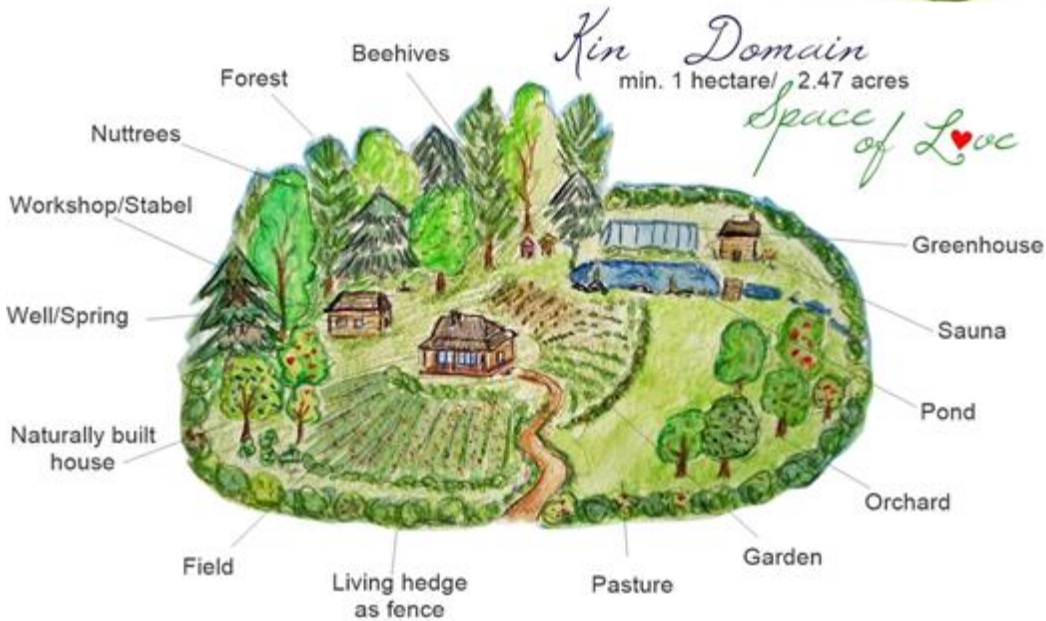 Kin Domain
min. 1 hectare/ 2.47 acres
Space
of Love
Beehives
Forest
Nuttrees
Workshop/Stabel
Well/Spring
Naturally built
house
Field
Living hedge
as fence
Pasture
Garden
Orchard
Pond
Sauna
Greenhouse